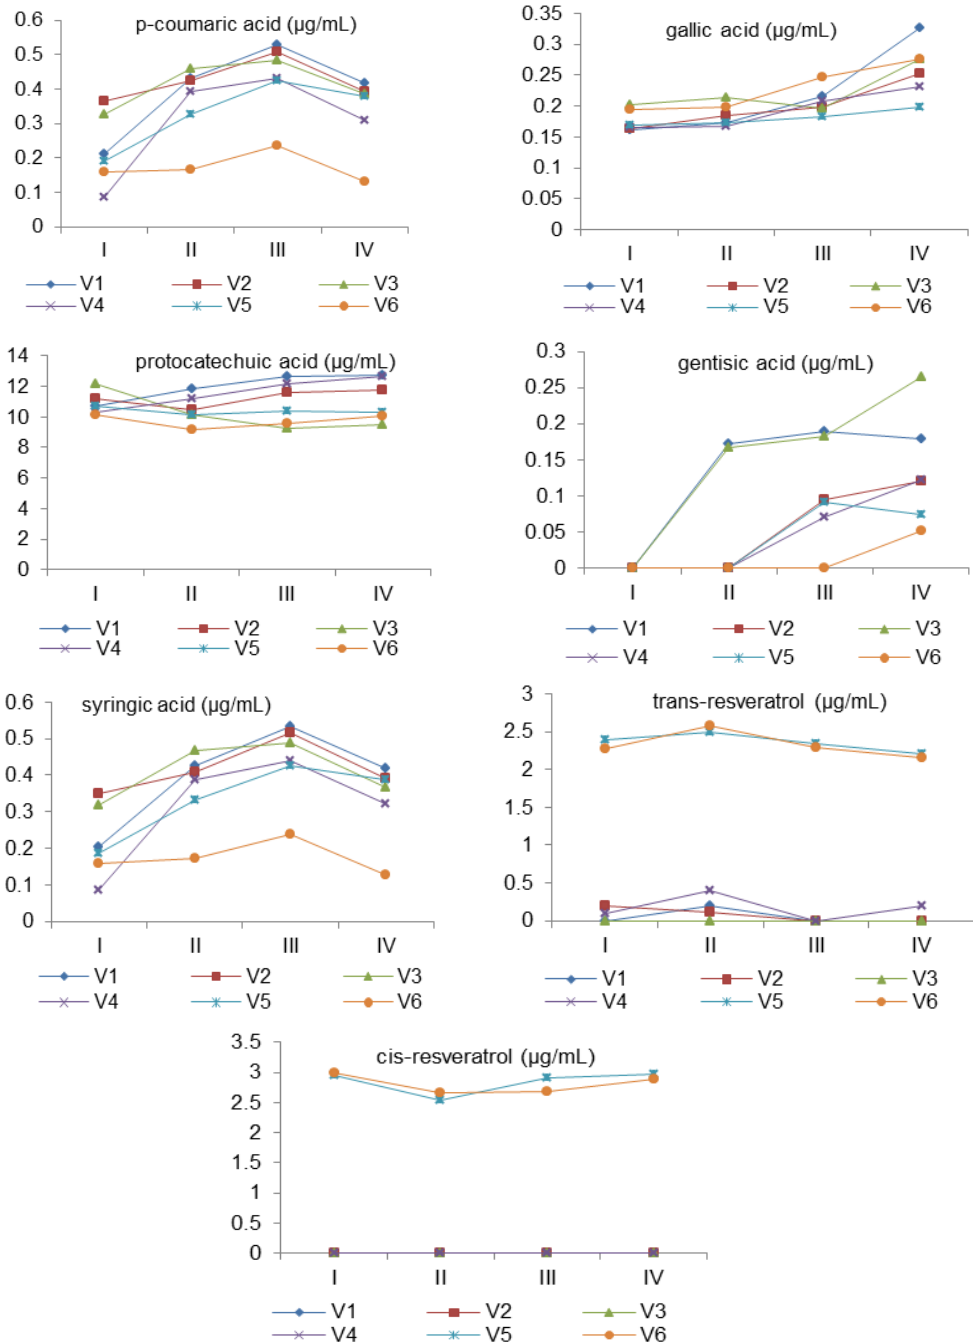 p-coumaric acid (µg/mL)
0.6
0.5
0.4
0.3
0.2
0.1
0
I II III IV
V1 V2 V3
V4 V5 V6
gallic acid (µg/mL)
0.35
0.3
0.25
0.2
0.15
0.1
0.05
0
I II III IV
V1 V2 V3
V4 V5 V6
protocatechuic acid (µg/mL)
14
12
10
8
6
4
2
0
I II III IV
V1 V2 V3
V4 V5 V6
gentisic acid (µg/mL)
0.3
0.25
0.2
0.15
0.1
0.05
0
I II III IV
V1 V2 V3
V4 V5 V6
syringic acid (µg/mL)
0.6
0.5
0.4
0.3
0.2
0.1
0
I II III IV
V1 V2 V3
V4 V5 V6
trans-resveratrol (µg/mL)
3
2.5
2
1.5
1
0.5
0
I II III IV
V1 V2 V3
V4 V5 V6
cis-resveratrol (µg/mL)
3.5
3
2.5
2
1.5
1
0.5
0
I II III IV
V1 V2 V3
V4 V5 V6